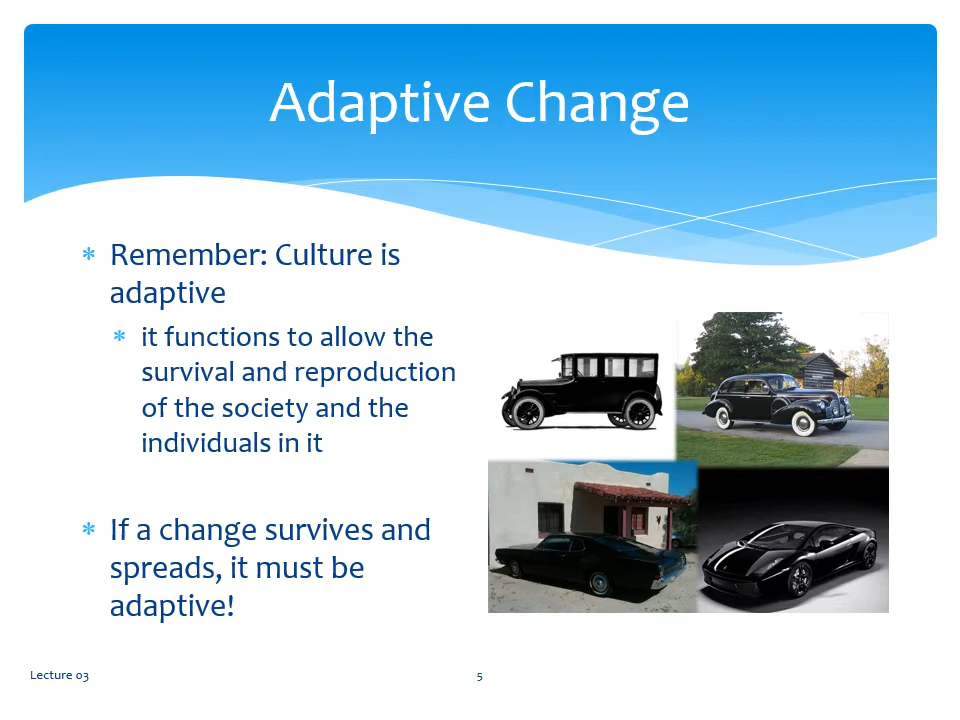 Adaptive Change
* Remember: Culture is
adaptive
* it functions to allow the
survival and reproduction
of the society and the
individuals in it
* If a change survives and
spreads, it must be
adaptive!
Lecture 03
5